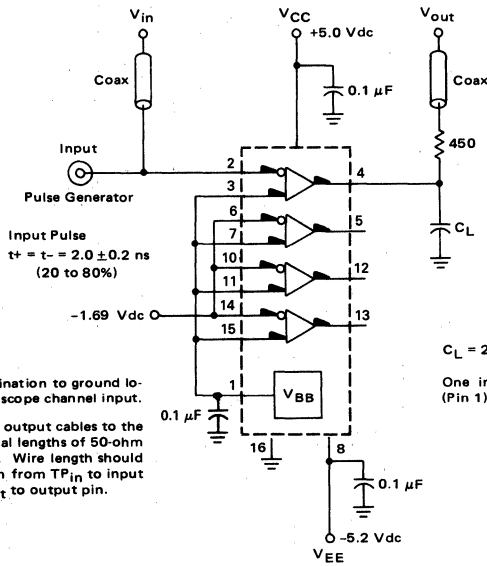 Vin
VCC
+5.0 Vdc
Vout
Coax
0.1 µF
Coax
450
Input
Pulse Generator
2
3
4
Input Pulse
t+ = t– = 2.0 ±0.2 ns
(20 to 80%)
6
7
5
CL
10
11
12
–1.69 Vdc
14
15
13
CL = 2
One in
(Pin 1)
ination to ground lo-
scope channel input.
1
VBB
0.1 µF
output cables to the
al lengths of 50-ohm
Wire length should
from TPin to input
to output pin.
16
8
0.1 µF
–5.2 Vdc
VEE